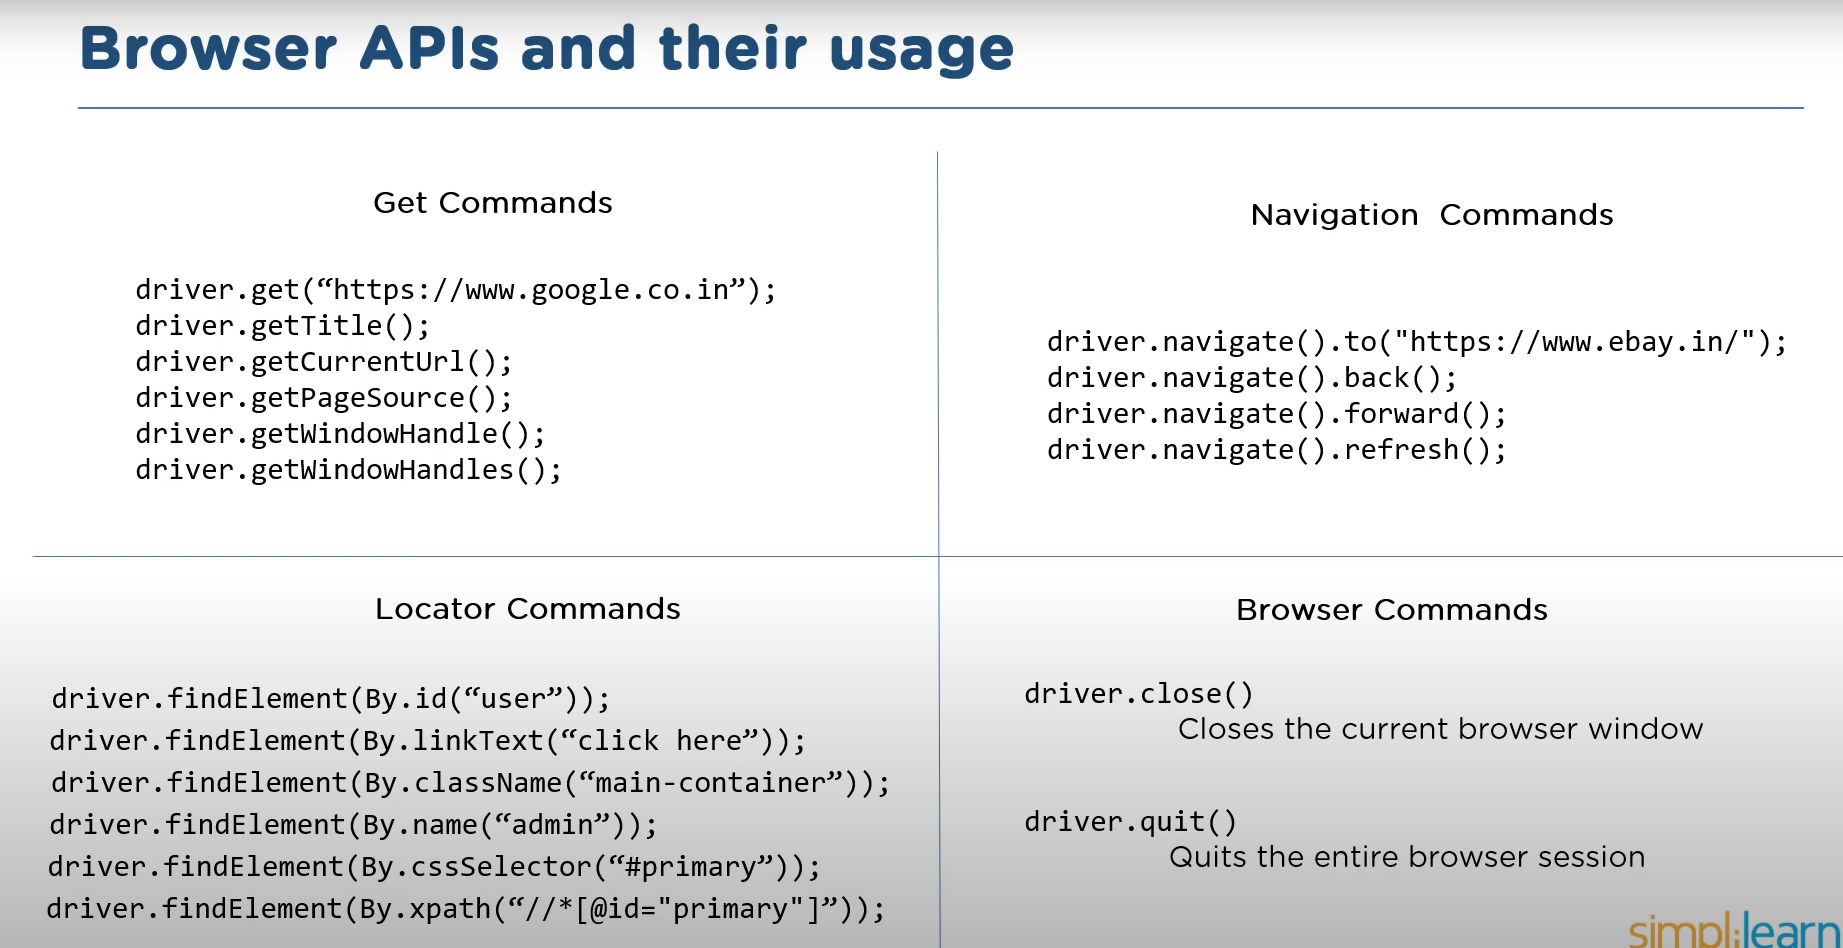 Browser APIs and their usage
Get Commands
driver.get(“https://www.google.co.in”);
driver.getTitle();
driver.getCurrentUrl();
driver.getPageSource();
driver.getWindowHandle();
driver.getWindowHandles();
Navigation Commands
driver.navigate().to("https://www.ebay.in/");
driver.navigate().back();
driver.navigate().forward();
driver.navigate().refresh();
Locator Commands
driver.findElement(By.id(“user”));
driver.findElement(By.linkText(“click here”));
driver.findElement(By.className(“main-container”));
driver.findElement(By.name(“admin”));
driver.findElement(By.cssSelector(“#primary”));
driver.findElement(By.xpath(“//*[@id="primary"]”));
Browser Commands
driver.close()
Closes the current browser window
driver.quit()
Quits the entire browser session
simplilearn